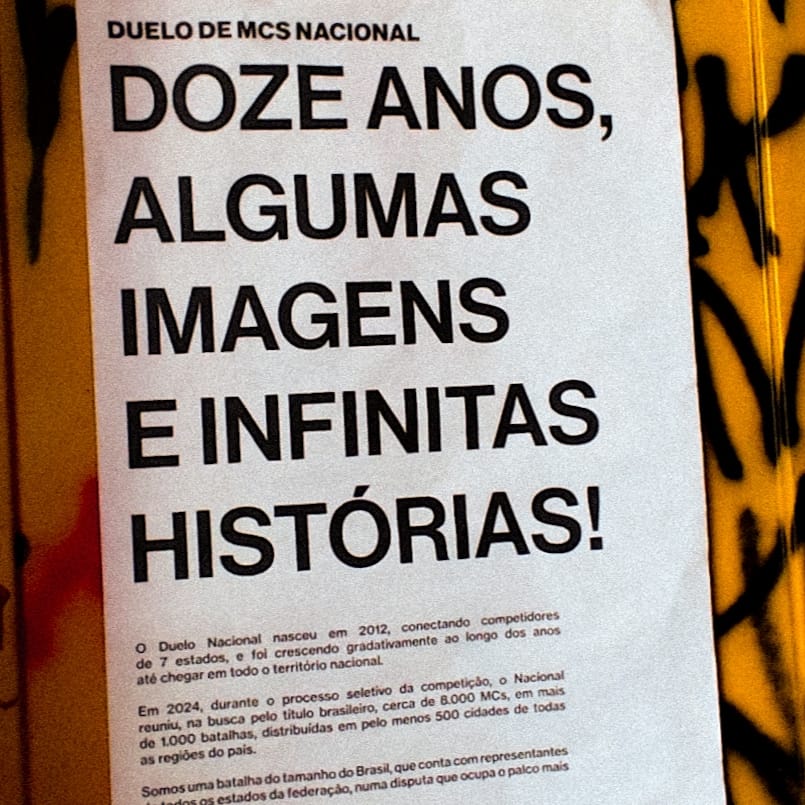 DUELO DE MCS NACIONAL
DOZE ANOS,
ALGUMAS
IMAGENS
E INFINITAS
HISTÓRIAS!
O Duelo Nacional nasceu em 2012, conectando competidores
de 7 estados, e foi crescendo gradativamente ao longo dos anos
até chegar em todo o território nacional.
Em 2024, durante o processo seletivo da competição, o Nacional
reuniu, na busca pelo título brasileiro, cerca de 8.000 MCs, em mais
de 1.000 batalhas, distribuídas em pelo menos 500 cidades de todas
as regiões do país.
Somos uma batalha do tamanho do Brasil, que conta com representantes
de todos os estados da federação, numa disputa que ocupa o palco mais